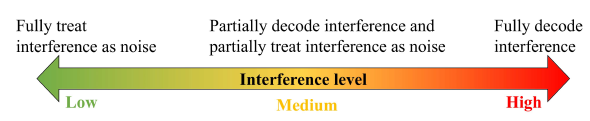 Fully treat
interference as noise
Partially decode interference and
partially treat interference as noise
Fully decode
interference
Interference level
Low
Medium
High